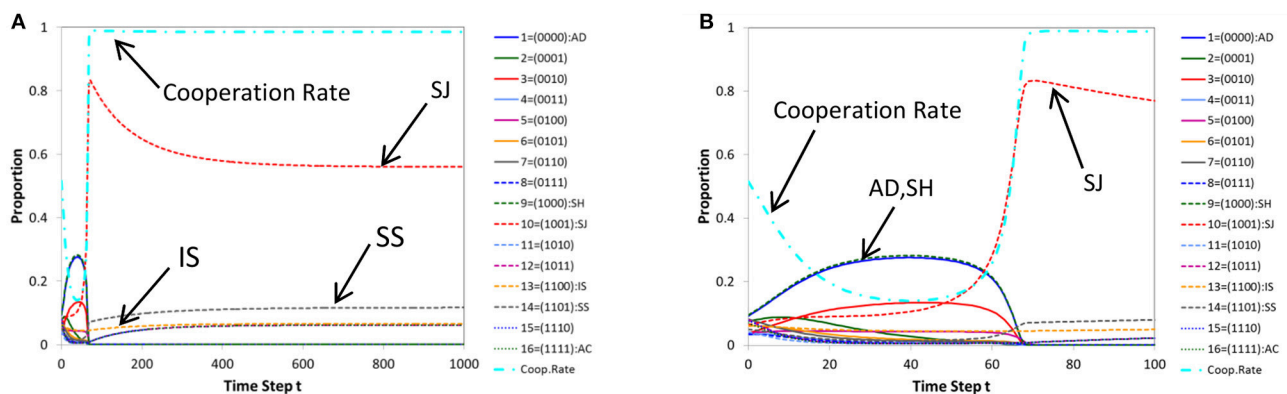 A
1
0.8
0.6
0.4
0.2
0
Proportion
0
200
400
600
800
1000
Time Step t
Cooperation Rate
SJ
IS
SS
1=(0000):AD
2=(0001)
3=(0010)
4=(0011)
5=(0100)
6=(0101)
7=(0110)
8=(0111)
9=(1000):SH
10=(1001):SJ
11=(1010)
12=(1011)
13=(1100):IS
14=(1101):SS
15=(1110)
16=(1111):AC
Coop.Rate
B
1
0.8
0.6
0.4
0.2
0
Proportion
0
20
40
60
80
100
Time Step t
Cooperation Rate
AD,SH
SJ
1=(0000):AD
2=(0001)
3=(0010)
4=(0011)
5=(0100)
6=(0101)
7=(0110)
8=(0111)
9=(1000):SH
10=(1001):SJ
11=(1010)
12=(1011)
13=(1100):IS
14=(1101):SS
15=(1110)
16=(1111):AC
Coop.Rate